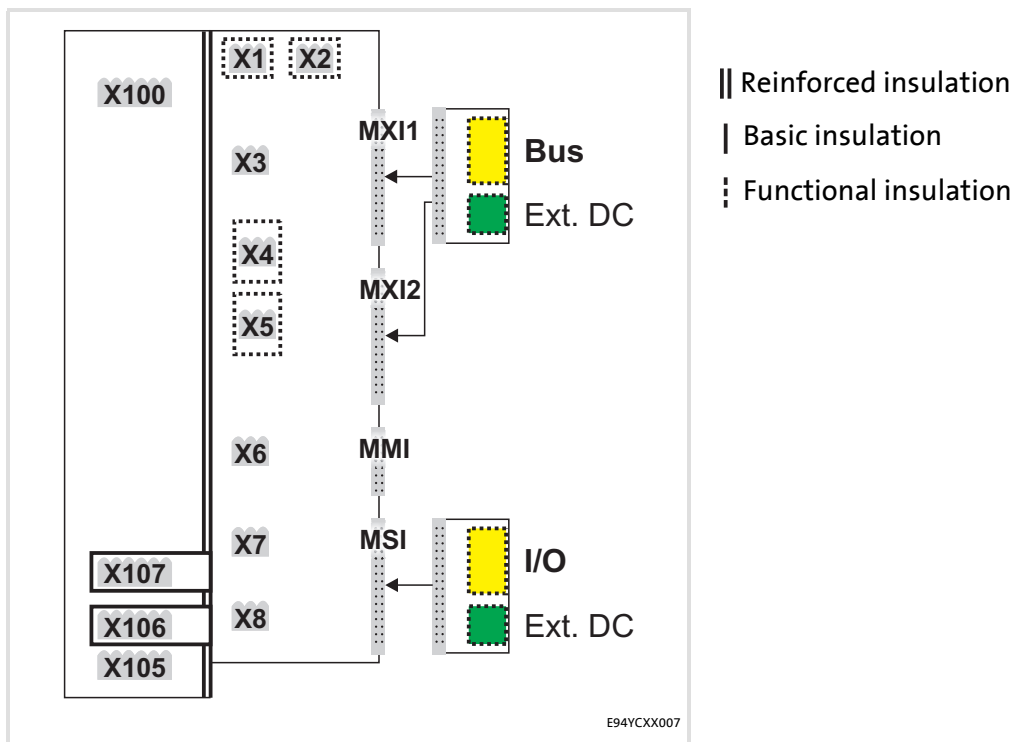 X100
X1 X2
X3
X4
X5
X6
X7
X8
X107
X106
X105
MXI1
MXI2
MMI
MSI
Bus
Ext. DC
I/O
Ext. DC
E94YCXX007
Reinforced insulation
Basic insulation
Functional insulation